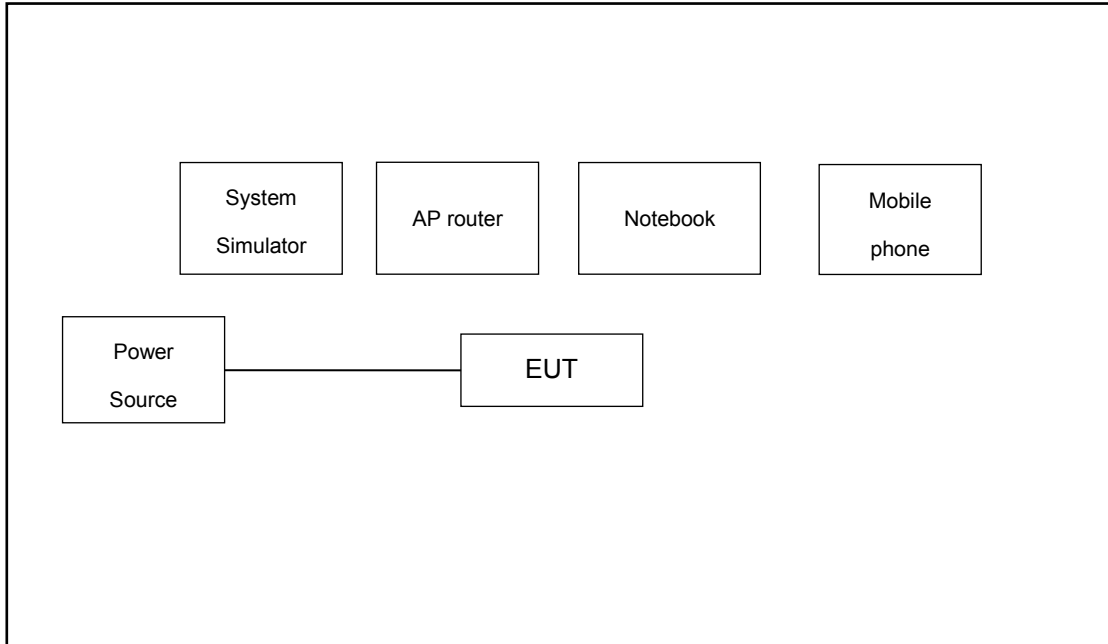 System
Simulator
AP router
Notebook
Mobile
phone
Power
Source
EUT